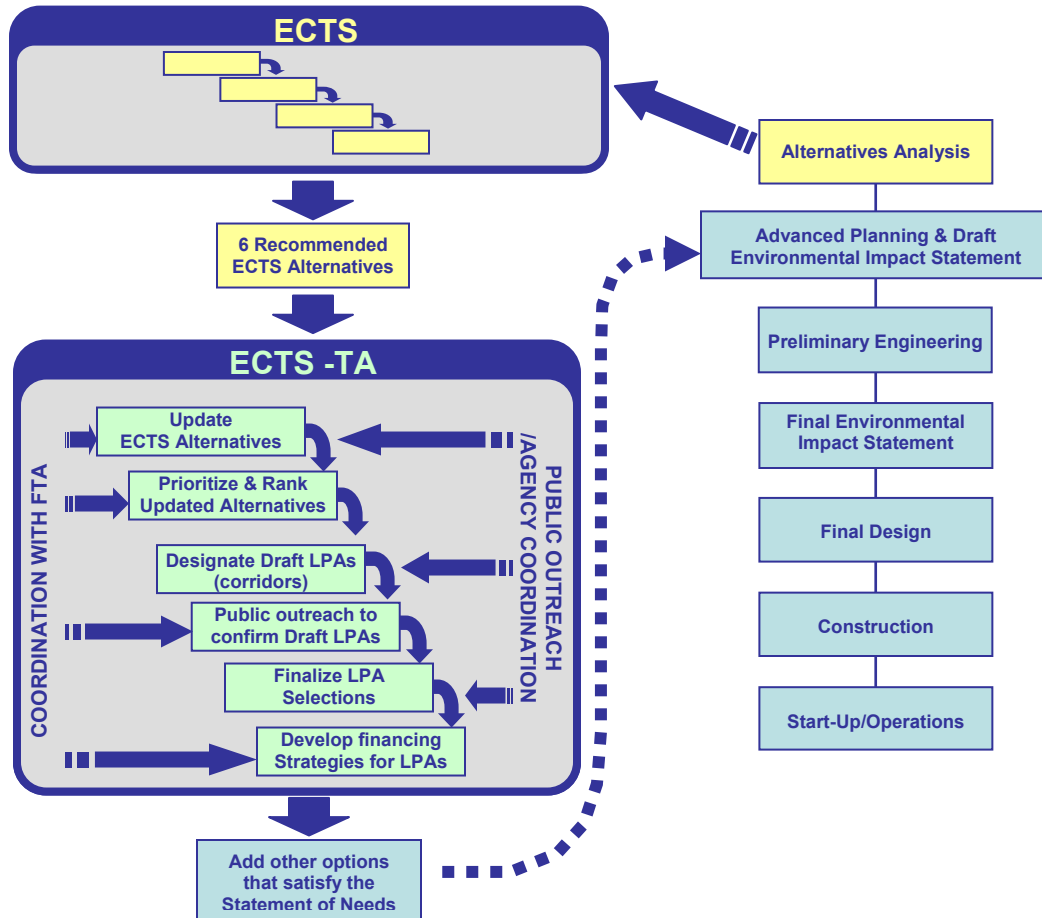 ECTS
6 Recommended
ECTS Alternatives
ECTS -TA
COORDINATION WITH FTA
Update
ECTS Alternatives
Prioritize & Rank
Updated Alternatives
Designate Draft LPAs
(corridors)
Public outreach to
confirm Draft LPAs
Finalize LPA
Selections
Develop financing
Strategies for LPAs
PUBLIC OUTREACH
/AGENCY COORDINATION
Add other options
that satisfy the
Statement of Needs
Alternatives Analysis
Advanced Planning & Draft
Environmental Impact Statement
Preliminary Engineering
Final Environmental
Impact Statement
Final Design
Construction
Start-Up/Operations